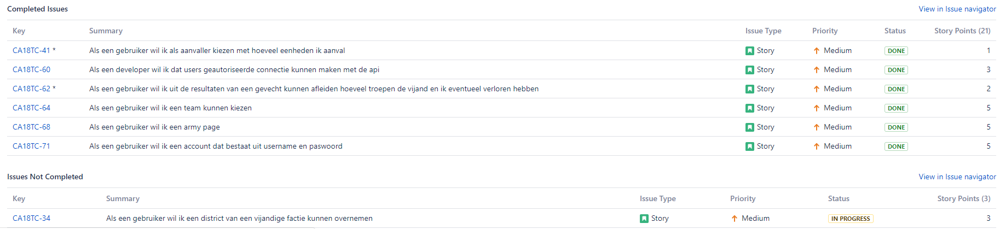 Completed Issues View in Issue navigator
Key Summary Issue Type Priority Status Story Points (21)
CA18TC-41 * Als een gebruiker wil ik als aanvaller kiezen met hoeveel eenheden ik aanval Story Medium DONE 1
CA18TC-60 Als een developer wil ik dat users geautoriseerde connectie kunnen maken met de api Story Medium DONE 3
CA18TC-62 * Als een gebruiker wil ik uit de resultaten van een gevecht kunnen afleiden hoeveel troepen de vijand en ik eventueel verloren hebben Story Medium DONE 2
CA18TC-64 Als een gebruiker wil ik een team kunnen kiezen Story Medium DONE 5
CA18TC-68 Als een gebruiker wil ik een army page Story Medium DONE 5
CA18TC-71 Als een gebruiker wil ik een account dat bestaat uit username en paswoord Story Medium DONE 5
Issues Not Completed View in Issue navigator
Key Summary Issue Type Priority Status Story Points (3)
CA18TC-34 Als een gebruiker wil ik een district van een vijandige factie kunnen overnemen Story Medium IN PROGRESS 3